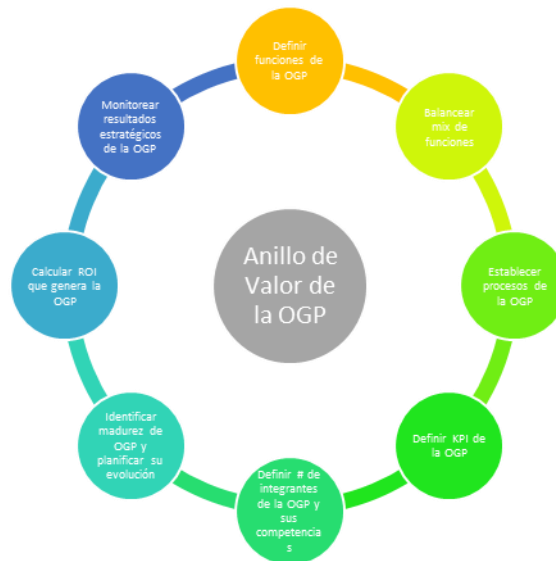 Definir
funciones de
la OGP
Balancear
mix de
funciones
Establecer
procesos de
la OGP
Definir KPI de
la OGP
Definir # de
integrantes
de la OGP y
sus
competencia
s
Identificar
madurez de
OGP y
planificar su
evolución
Calcular ROI
que genera la
OGP
Monitorear
resultados
estratégicos
de la OGP
Anillo de
Valor de
la OGP